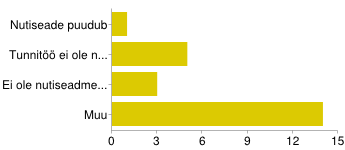 Nutiseade puudub
Tunnitöö ei ole n...
Ei ole nutiseadme...
Muu
0 3 6 9 12 15